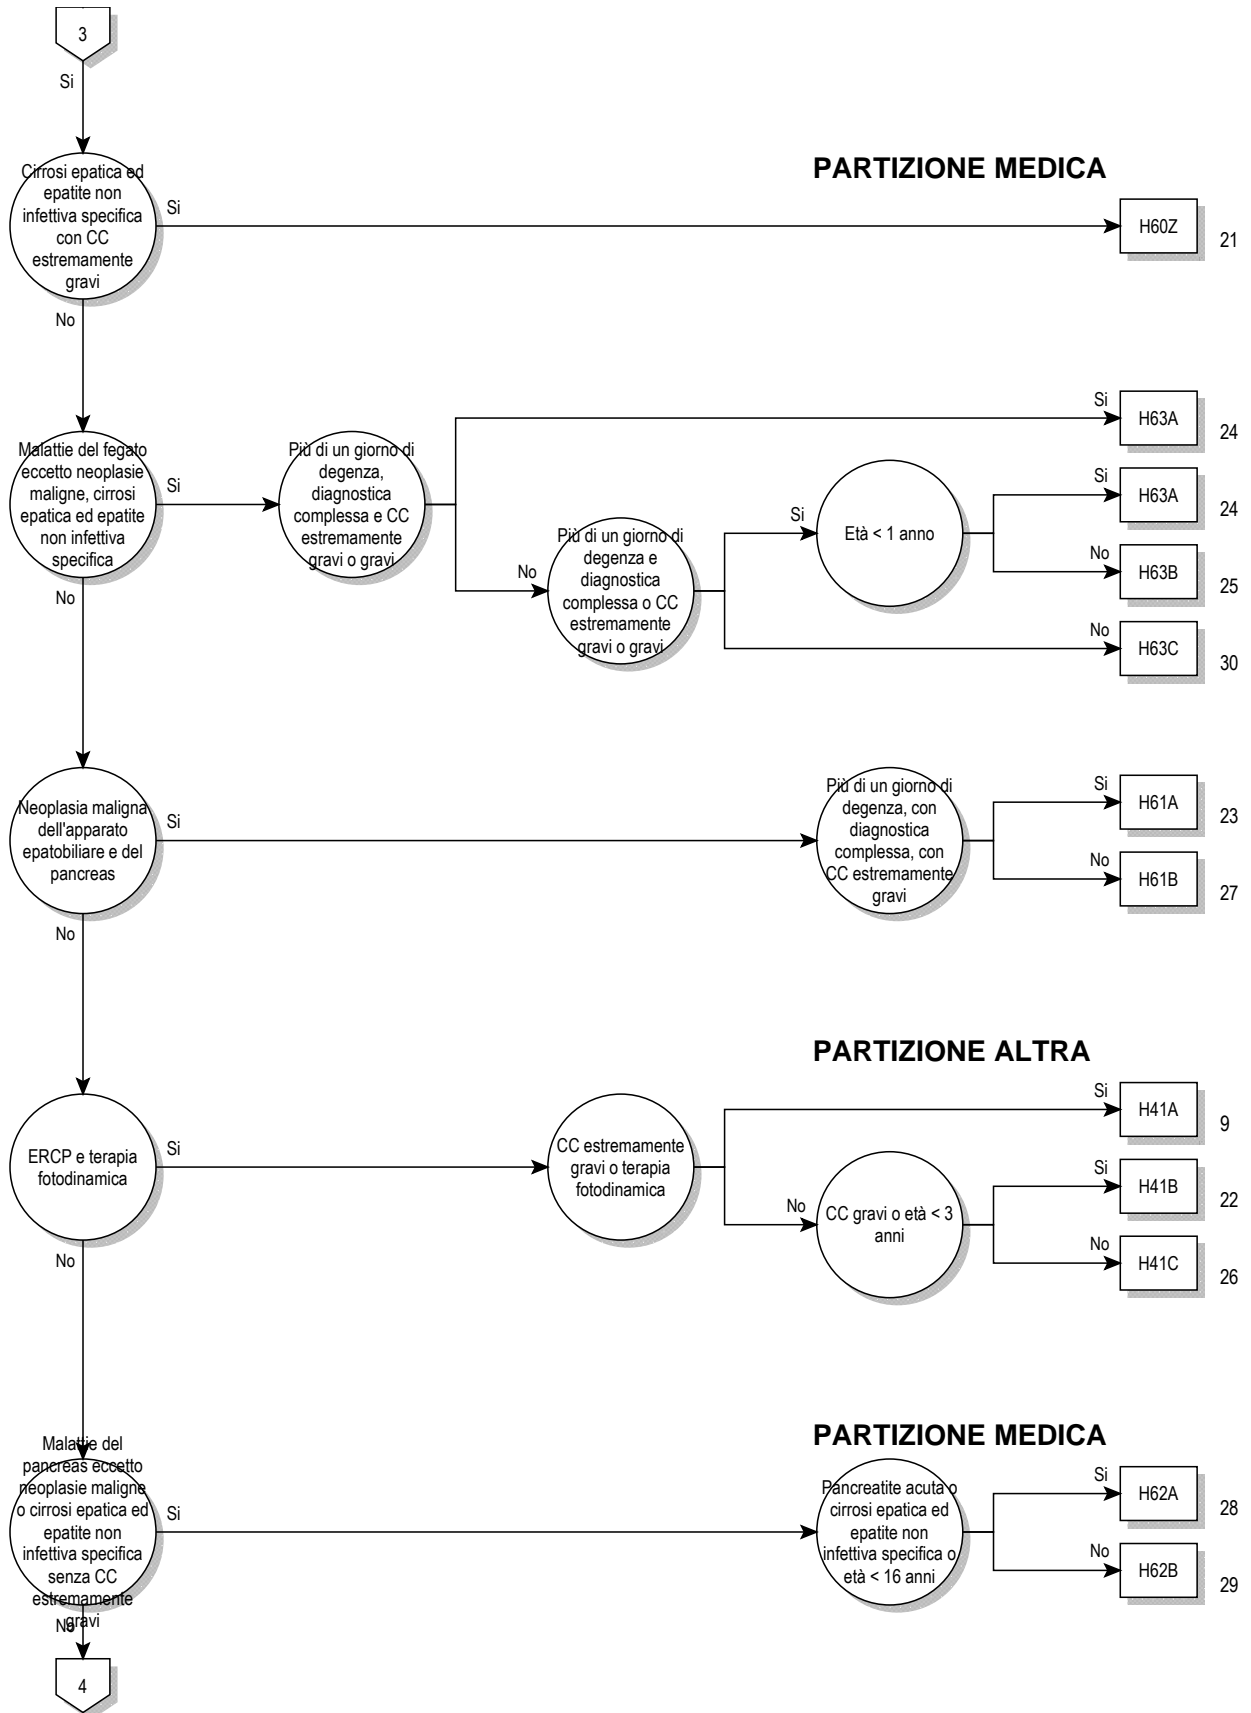 3
Si
PARTIZIONE MEDICA
Cirrosi epatica ed
epatite non
infettiva specifica
con CC
estremamente
gravi
Si
H60Z
21
No
Malattie del fegato
eccetto neoplasie
maligne, cirrosi
epatica ed epatite
non infettiva
specifica
Si
Più di un giorno di
degenza,
diagnostica
complessa e CC
estremamente
gravi o gravi
Si
H63A
24
No
Più di un giorno di
degenza e
diagnostica
complessa o CC
estremamente
gravi o gravi
Si
Età < 1 anno
Si
H63A
24
No
H63B
25
No
H63C
30
No
Neoplasia maligna
dell'apparato
epatobiliare e del
pancreas
Si
Più di un giorno di
degenza, con
diagnostica
complessa, con
CC estremamente
gravi
Si
H61A
23
No
H61B
27
No
PARTIZIONE ALTRA
ERCP e terapia
fotodinamica
Si
CC estremamente
gravi o terapia
fotodinamica
Si
H41A
9
No
CC gravi o età < 3
anni
Si
H41B
22
No
H41C
26
No
PARTIZIONE MEDICA
Malattie del
pancreas eccetto
neoplasie maligne
o cirrosi epatica ed
epatite non
infettiva specifica
senza CC
estremamente
gravi
Si
Pancreatite acuta o
cirrosi epatica ed
epatite non
infettiva specifica o
età < 16 anni
Si
H62A
28
No
H62B
29
No
4